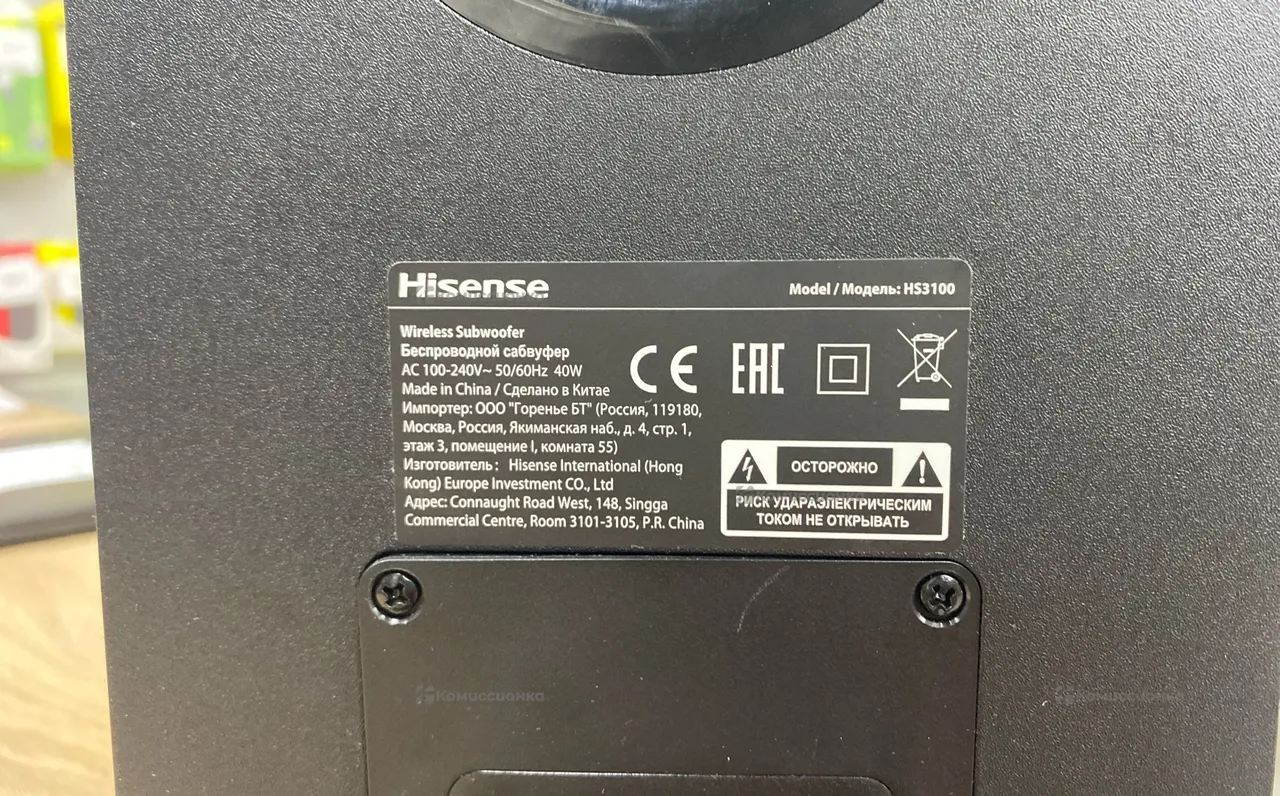 Hisense
Model / Модель: HS3100
Wireless Subwoofer
Беспроводной сабвуфер
AC 100-240V~ 50/60Hz 40W
Made in China / Сделано в Китае
Импортер: ООО "Горенье БТ" (Россия, 119180,
Москва, Россия, Якиманская наб., д. 4, стр. 1,
этаж 3, помещение I, комната 55)
Изготовитель: Hisense International (Hong
Kong) Europe Investment CO., Ltd
Адрес: Connaught Road West, 148, Singga
Commercial Centre, Room 3101-3105, P.R. China
CE
EAC
ОСТОРОЖНО
РИСК УДАРАЭЛЕКТРИЧЕСКИМ
ТОКОМ НЕ ОТКРЫВАТЬ
Комиссионка
Комиссионка